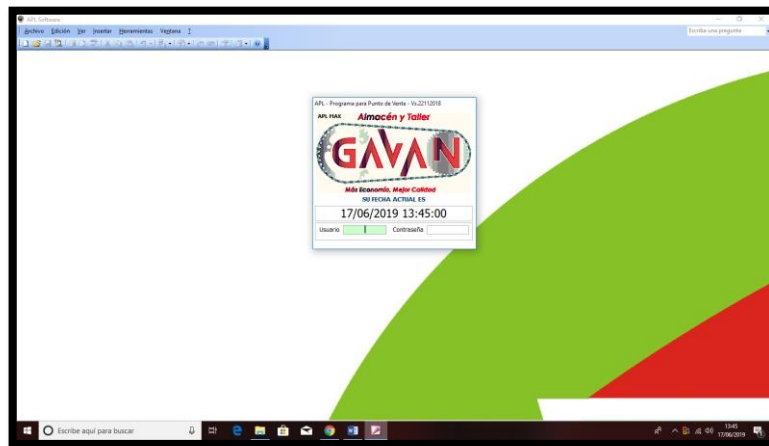 APL Software
Archivo Edición Ver Insertar Herramientas Ventana ?
Escriba una pregunta
APL - Programa para Punto de Venta - Vs.22112018
APL MAX Almacén y Taller
GAVAN
Más Economía, Mejor Calidad
SU FECHA ACTUAL ES
17/06/2019 13:45:00
Usuario Contraseña
Escribe aquí para buscar
13:45
17/06/2019